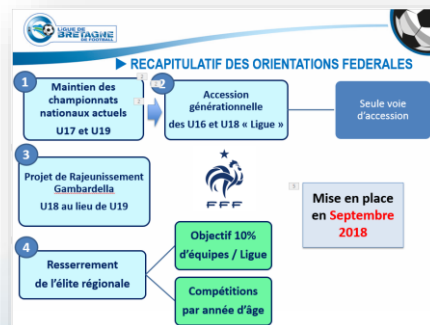 LIGUE DE
BRETAGNE
DE FOOTBALL
RECAPITULATIF DES ORIENTATIONS FEDERALES
1
Maintien des
championnats
nationaux actuels
U17 et U19
2
Accession
générationnelle
des U16 et U18 « Ligue »
Seule voie
d'accession
3
Projet de Rajeunissement
Gambardella
U18 au lieu de U19
FFF
Mise en place
en Septembre
2018
4
Resserrement
de l'élite régionale
Objectif 10%
d'équipes / Ligue
Compétitions
par année d'âge